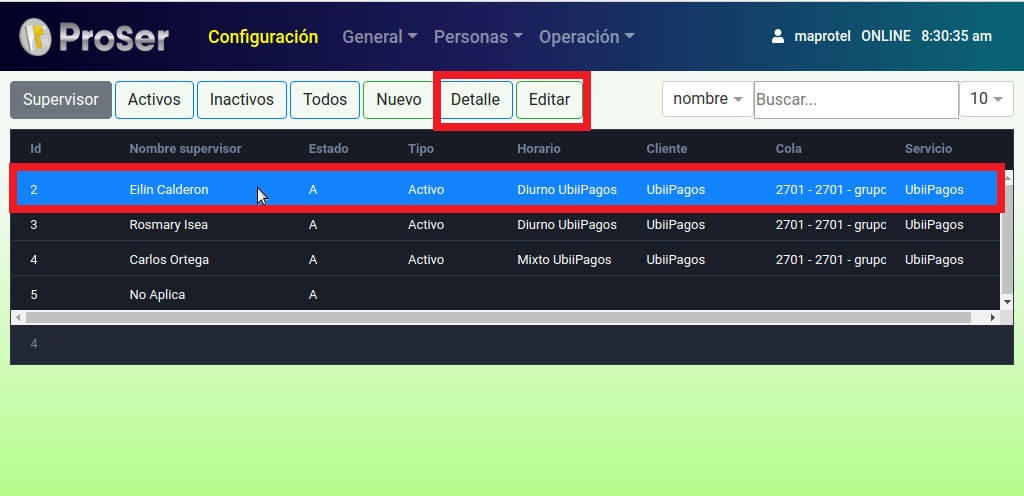 ProSer Configuración General Personas Operación maprotel ONLINE 8:30:35 am
Supervisor Activos Inactivos Todos Nuevo Detalle Editar nombre Buscar... 10
Id Nombre supervisor Estado Tipo Horario Cliente Cola Servicio
2 Eilin Calderon A Activo Diurno UbiiPagos UbiiPagos 2701 - 2701 - grupo UbiiPagos
3 Rosmary Isea A Activo Diurno UbiiPagos UbiiPagos 2701 - 2701 - grupo UbiiPagos
4 Carlos Ortega A Activo Mixto UbiiPagos UbiiPagos 2701 - 2701 - grupo UbiiPagos
5 No Aplica A
4